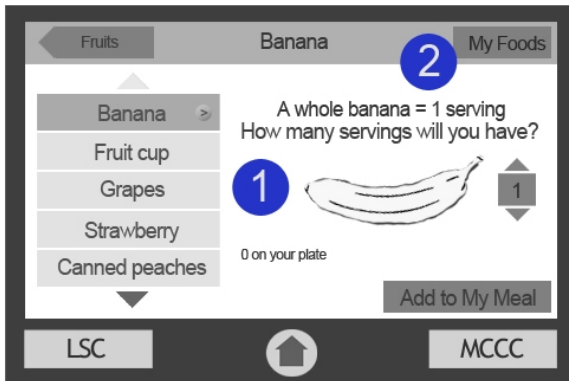 Fruits
Banana
2
My Foods
Banana >
Fruit cup
Grapes
Strawberry
Canned peaches
A whole banana = 1 serving
How many servings will you have?
1
1
0 on your plate
Add to My Meal
LSC
MCCC